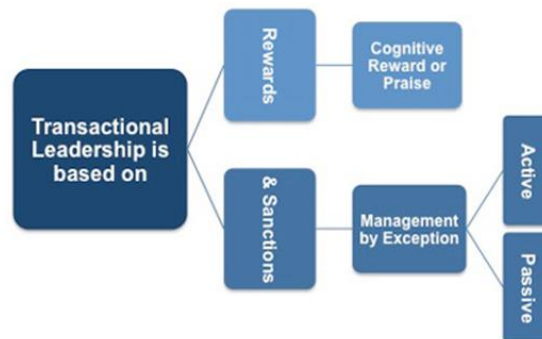 Transactional
Leadership is
based on
Rewards
Cognitive
Reward or
Praise
& Sanctions
Management
by Exception
Active
Passive